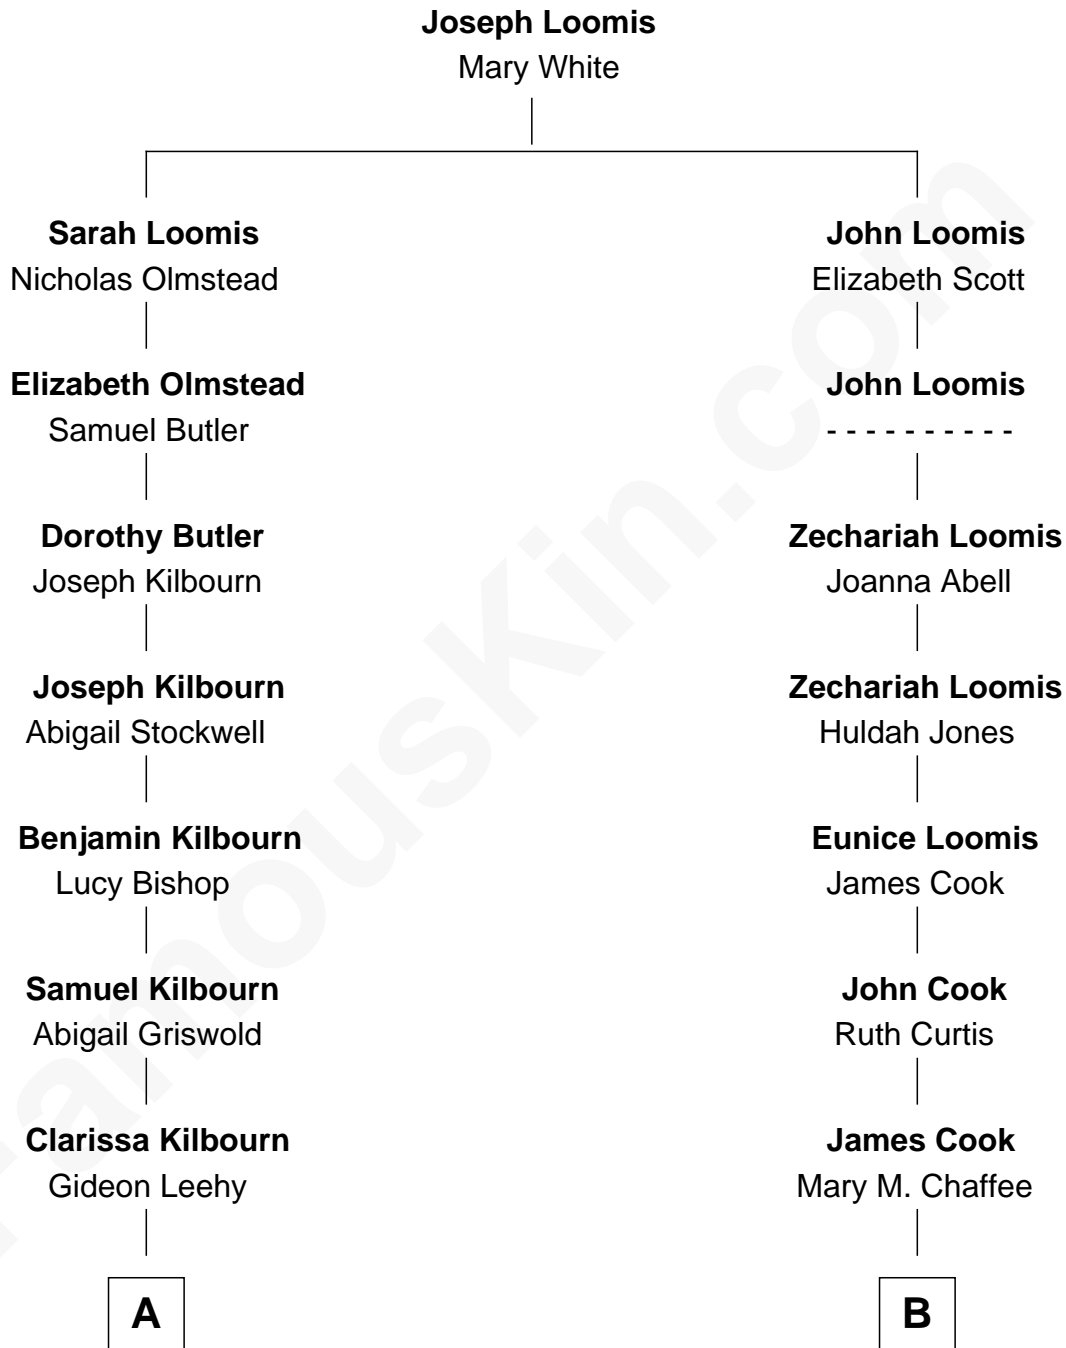 Joseph Loomis
Mary White
Sarah Loomis
Nicholas Olmstead
John Loomis
Elizabeth Scott
Elizabeth Olmstead
Samuel Butler
John Loomis
- - - - - - - - - -
Dorothy Butler
Joseph Kilbourn
Zechariah Loomis
Joanna Abell
Joseph Kilbourn
Abigail Stockwell
Zechariah Loomis
Huldah Jones
Benjamin Kilbourn
Lucy Bishop
Eunice Loomis
James Cook
Samuel Kilbourn
Abigail Griswold
John Cook
Ruth Curtis
Clarissa Kilbourn
Gideon Leehy
James Cook
Mary M. Chaffee
A
B
FamousKin.com